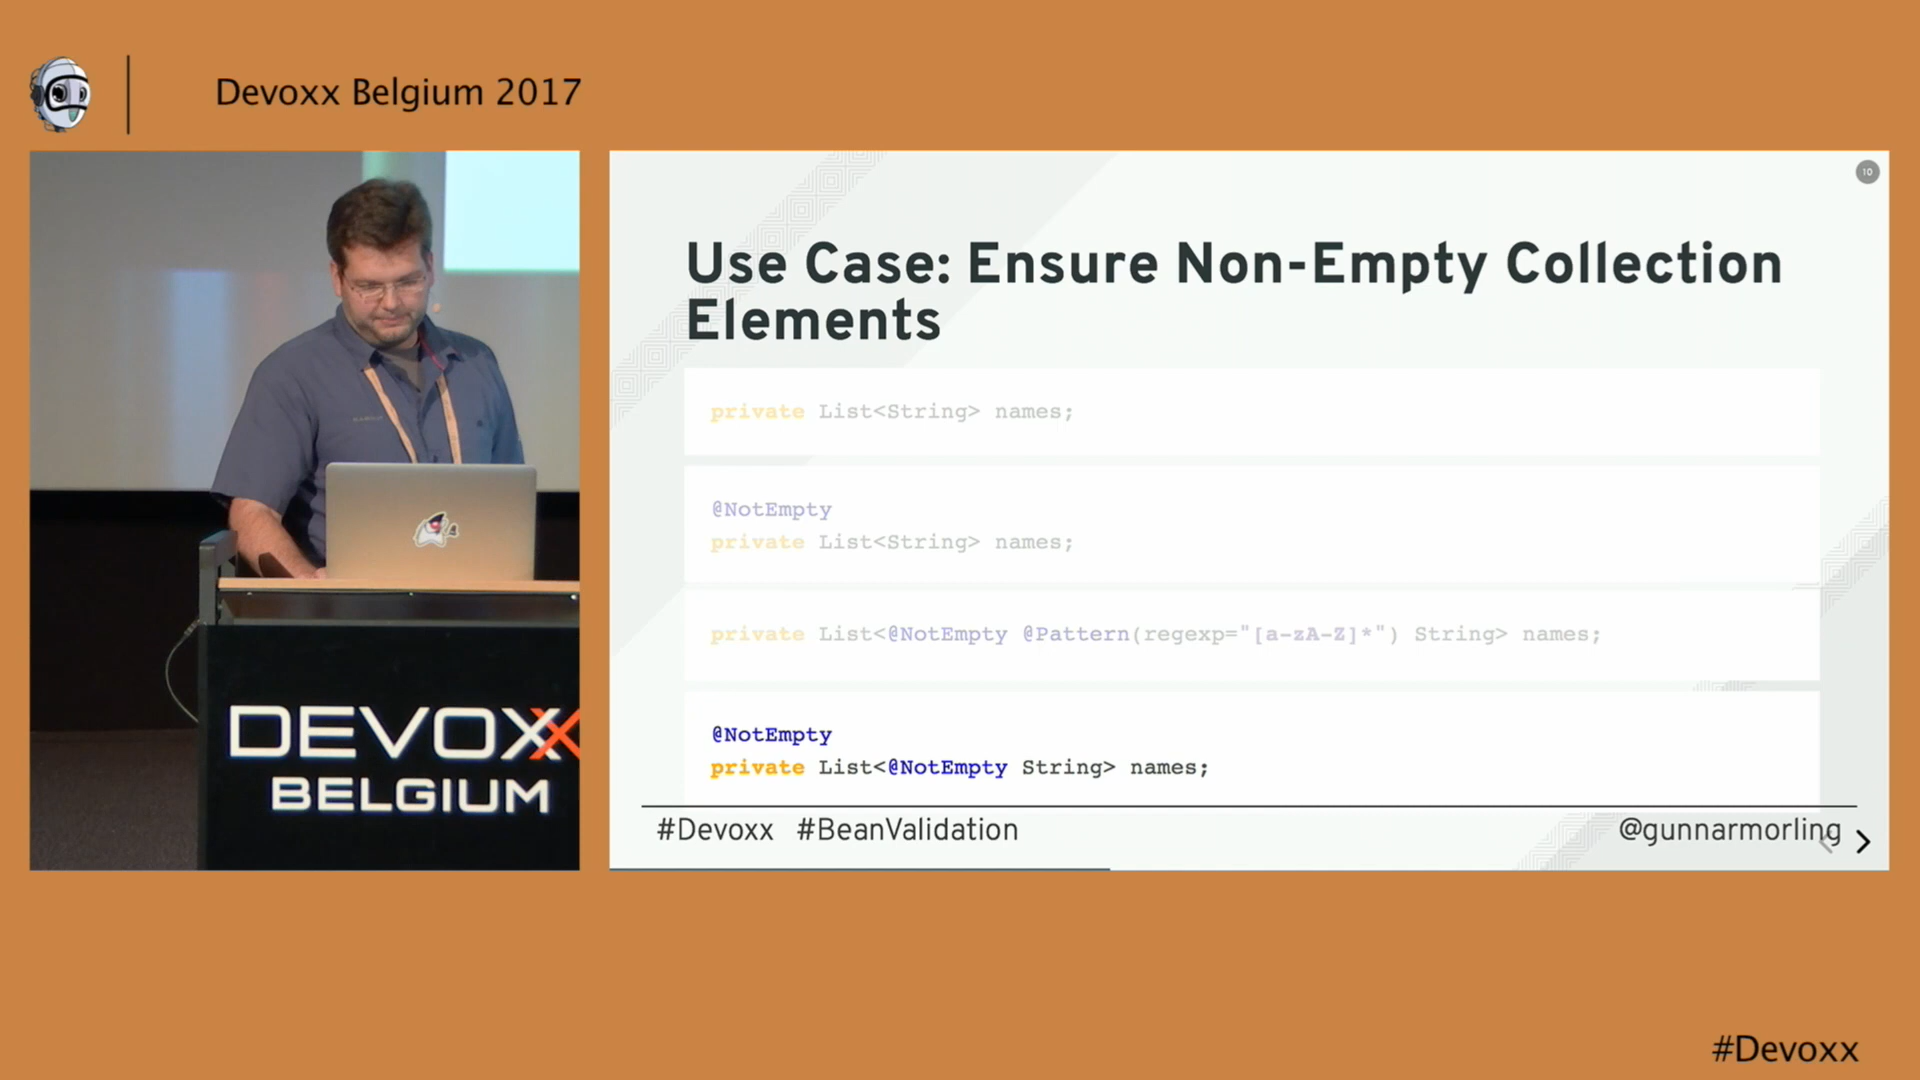 Devoxx Belgium 2017
10
Use Case: Ensure Non-Empty Collection
Elements
private List<String> names;
@NotEmpty
private List<String> names;
private List<@NotEmpty @Pattern(regexp="[a-zA-Z]*") String> names;
@NotEmpty
private List<@NotEmpty String> names;
#Devoxx #BeanValidation
@gunnarmorling
DEVOXX
BELGIUM
#Devoxx